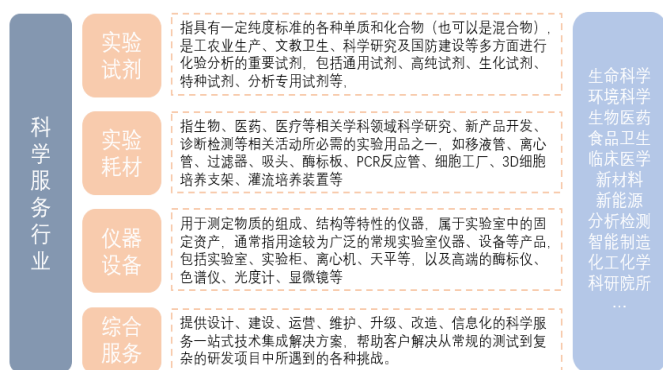 科学服务行业
实验
试剂
指具有一定纯度标准的各种单质和化合物（也可以是混合物），
是工农业生产、文教卫生、科学研究及国防建设等多方面进行
化验分析的重要试剂，包括通用试剂、高纯试剂、生化试剂、
特种试剂、分析专用试剂等，
实验
耗材
指生物、医药、医疗等相关学科领域科学研究、新产品开发、
诊断检测等相关活动所必需的实验用品之一，如移液管、离心
管、过滤器、吸头、酶标板、PCR反应管、细胞工厂、3D细胞
培养支架、灌流培养装置等
仪器
设备
用于测定物质的组成、结构等特性的仪器，属于实验室中的固
定资产，通常指用途较为广泛的常规实验室仪器、设备等产品，
包括实验室、实验柜、离心机、天平等，以及高端的酶标仪、
色谱仪、光度计、显微镜等
综合
服务
提供设计、建设、运营、维护、升级、改造、信息化的科学服
务一站式技术集成解决方案，帮助客户解决从常规的测试到复
杂的研发项目中所遇到的各种挑战。
生命科学
环境科学
生物医药
食品卫生
临床医学
新材料
新能源
分析检测
智能制造
化工化学
科研院所
…